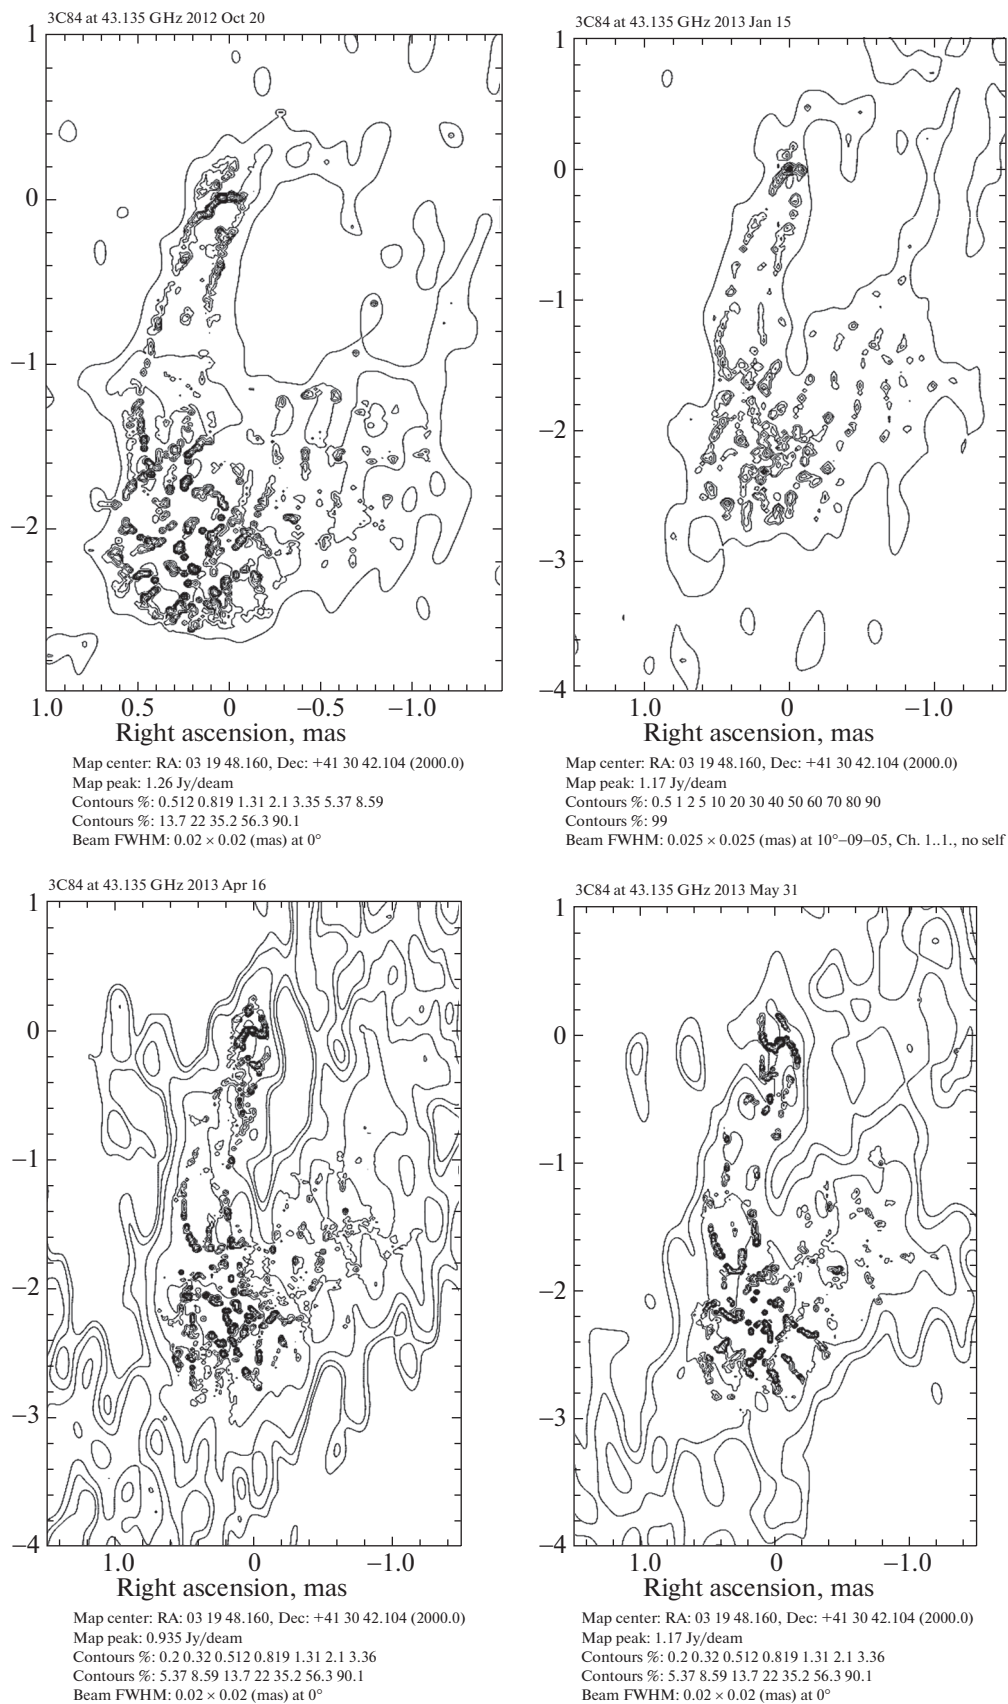 3C84 at 43.135 GHz 2012 Oct 20
1
0
−1
−2
1.0 0.5 0 −0.5 −1.0
Right ascension, mas
Map center: RA: 03 19 48.160, Dec: +41 30 42.104 (2000.0)
Map peak: 1.26 Jy/deam
Contours %: 0.512 0.819 1.31 2.1 3.35 5.37 8.59
Contours %: 13.7 22 35.2 56.3 90.1
Beam FWHM: 0.02 × 0.02 (mas) at 0°
3C84 at 43.135 GHz 2013 Jan 15
1
0
−1
−2
−3
−4
1.0 0 −1.0
Right ascension, mas
Map center: RA: 03 19 48.160, Dec: +41 30 42.104 (2000.0)
Map peak: 1.17 Jy/deam
Contours %: 0.5 1 2 5 10 20 30 40 50 60 70 80 90
Contours %: 99
Beam FWHM: 0.025 × 0.025 (mas) at 10°−09−05, Ch. 1..1., no self
3C84 at 43.135 GHz 2013 Apr 16
1
0
−1
−2
−3
−4
1.0 0 −1.0
Right ascension, mas
Map center: RA: 03 19 48.160, Dec: +41 30 42.104 (2000.0)
Map peak: 0.935 Jy/deam
Contours %: 0.2 0.32 0.512 0.819 1.31 2.1 3.36
Contours %: 5.37 8.59 13.7 22 35.2 56.3 90.1
Beam FWHM: 0.02 × 0.02 (mas) at 0°
3C84 at 43.135 GHz 2013 May 31
1
0
−1
−2
−3
−4
1.0 0 −1.0
Right ascension, mas
Map center: RA: 03 19 48.160, Dec: +41 30 42.104 (2000.0)
Map peak: 1.17 Jy/deam
Contours %: 0.2 0.32 0.512 0.819 1.31 2.1 3.36
Contours %: 5.37 8.59 13.7 22 35.2 56.3 90.1
Beam FWHM: 0.02 × 0.02 (mas) at 0°